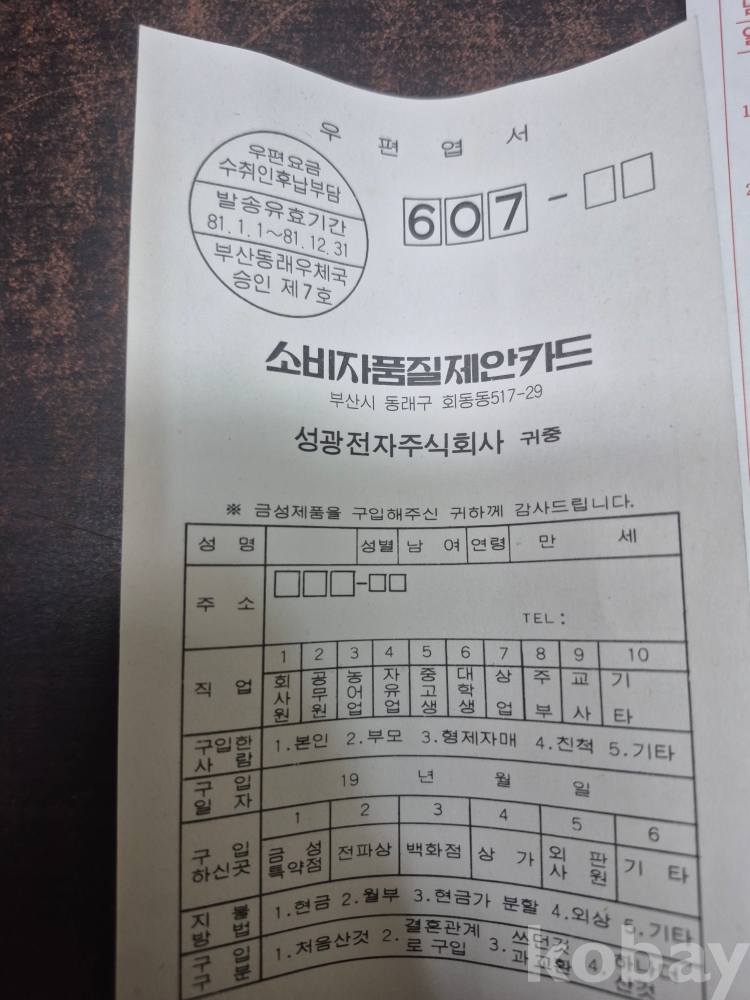 우 편 엽 서
우편요금
수취인후납부담
발송유효기간
81. 1. 1~81. 12. 31
부산동래우체국
승인 제7호
607-□□
소비자품질제안카드
부산시 동래구 회동동517-29
성광전자주식회사 귀중
※ 금성제품을 구입해주신 귀하께 감사드립니다.
성 명 성별 남 여 연령 만 세
주 소 □□□-□□
TEL:
직 업 1 2 3 4 5 6 7 8 9 10
회사원 공무원 농어업 자유업 중고생 대학생 상업 주부 교사 기타
구입한 사람 1.본인 2.부모 3.형제자매 4.친척 5.기타
구입 일자 19 년 월 일
구 입 하신곳 1 2 3 4 5 6
금성 특약점 전파상 백화점 상가 외판사원 기타
지불 방법 1.현금 2.월부 3.현금가 분할 4.외상 5.기타
구입 구분 1.처음산것 2.결혼관계로 구입 3.쓰던것과교환 4.하나더산것
kobay